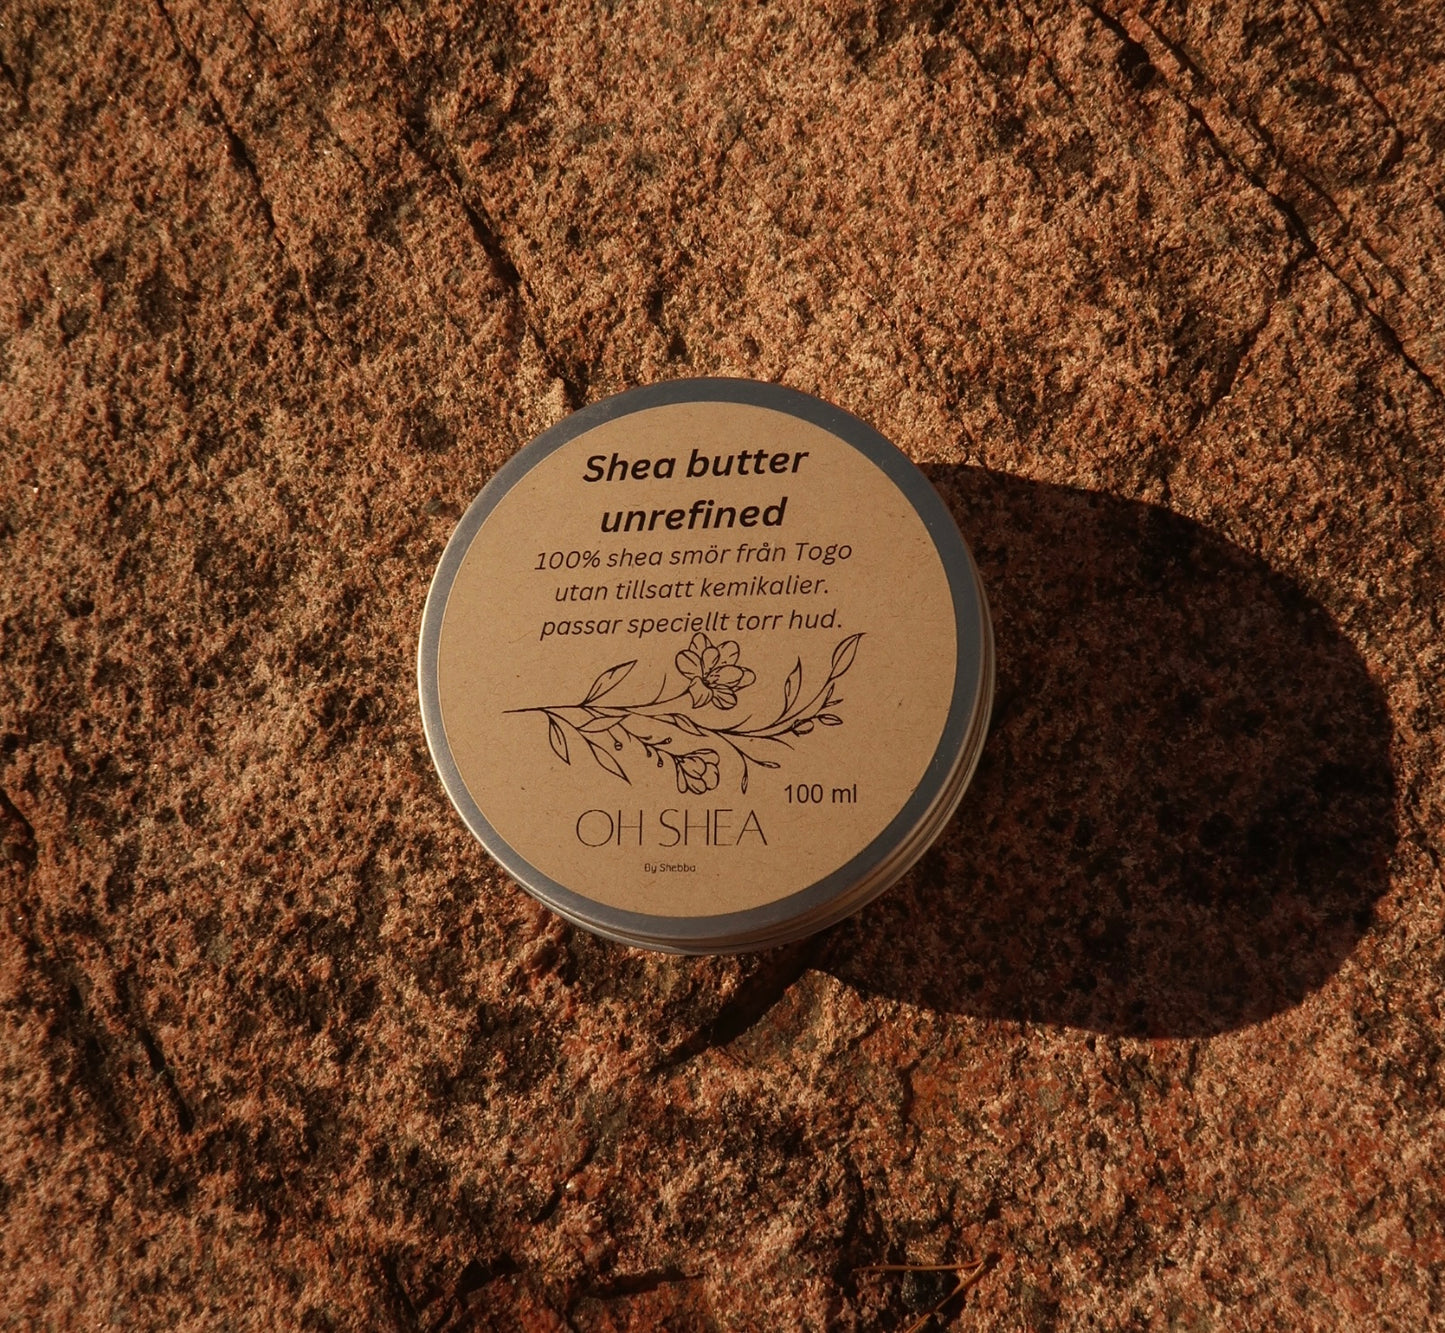 Shea butter
unrefined
100% shea smör från Togo
utan tillsatt kemikalier.
passar speciellt torr hud.
100 ml
OH SHEA
By Shebba